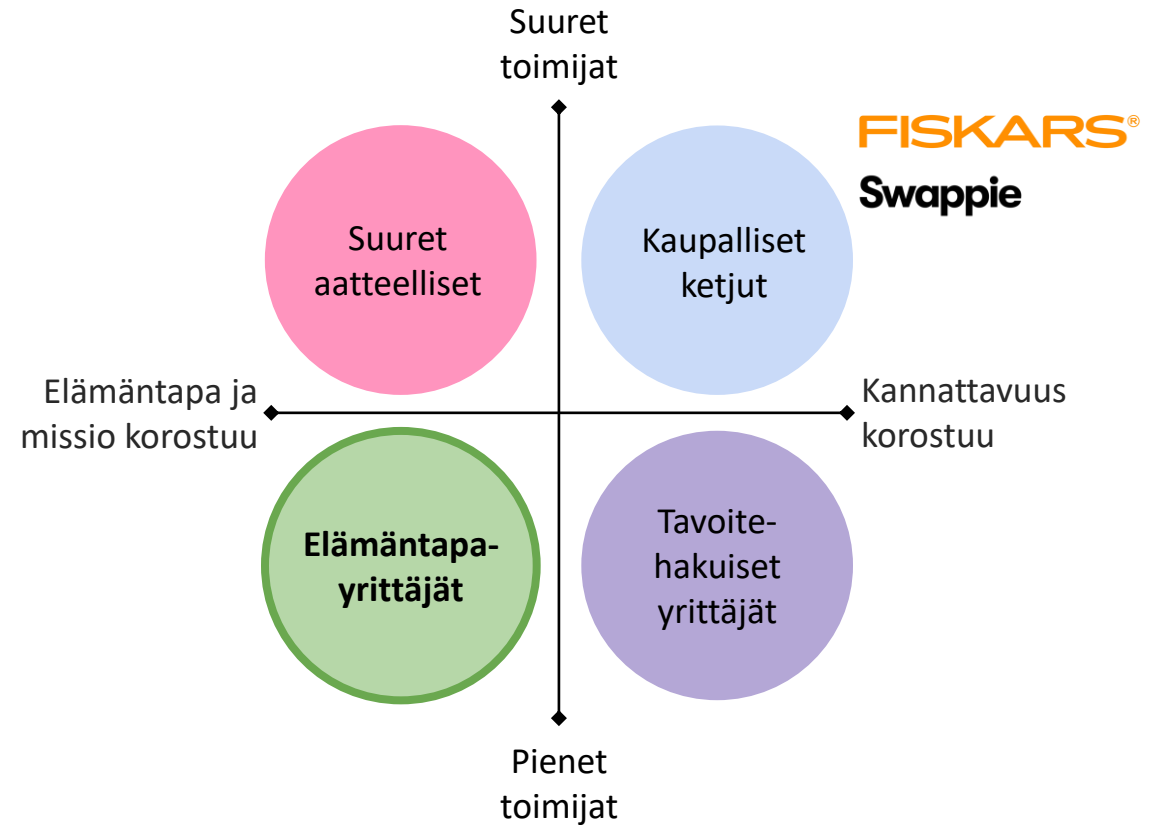 Suuret
toimijat
FISKARS®
Swappie
Suuret
aatteelliset
Kaupalliset
ketjut
Elämäntapa ja
missio korostuu
Kannattavuus
korostuu
Elämäntapa-
yrittäjät
Tavoite-
hakuiset
yrittäjät
Pienet
toimijat